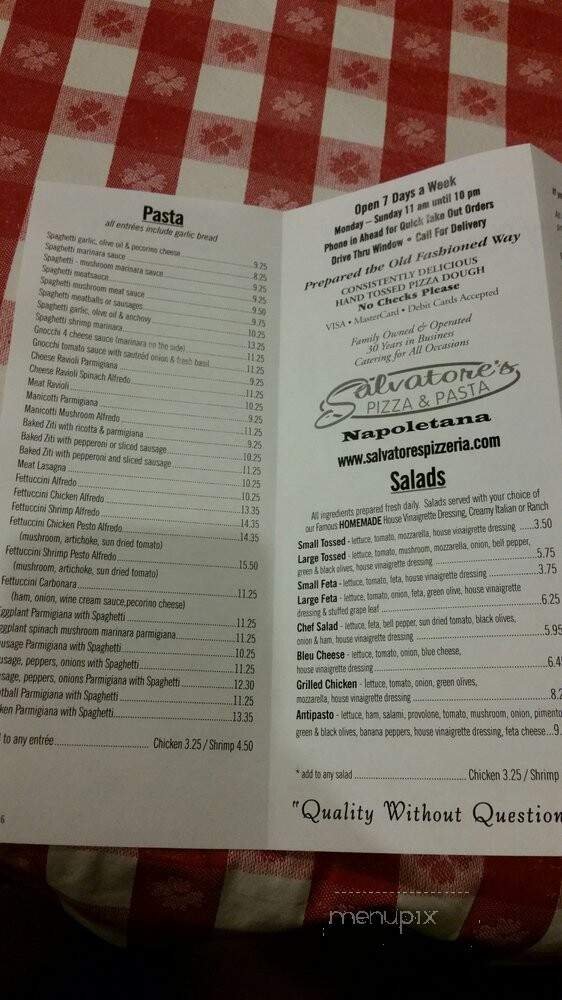 Pasta
all entrées include garlic bread
Spaghetti garlic, olive oil & pecorino cheese 9.25
Spaghetti marinara sauce 8.25
Spaghetti - mushroom marinara sauce 9.25
Spaghetti meatsauce 9.25
Spaghetti mushroom meat sauce 9.50
Spaghetti meatballs or sausages 9.75
Spaghetti garlic, olive oil & anchovy 10.25
Spaghetti shrimp marinara 13.25
Gnocchi 4 cheese sauce (marinara on the side) 11.25
Gnocchi tomato sauce with sautéed onion & fresh basil 11.25
Cheese Ravioli Parmigiana 9.25
Cheese Ravioli Spinach Alfredo 11.25
Meat Ravioli 10.25
Manicotti Parmigiana 9.25
Manicotti Mushroom Alfredo 11.25
Baked Ziti with ricotta & parmigiana 9.25
Baked Ziti with pepperoni or sliced sausage 10.25
Baked Ziti with pepperoni and sliced sausage 11.25
Meat Lasagna 10.25
Fettuccini Alfredo 10.25
Fettuccini Chicken Alfredo 13.35
Fettuccini Shrimp Alfredo 14.35
Fettuccini Chicken Pesto Alfredo 14.35
(mushroom, artichoke, sun dried tomato)
Fettuccini Shrimp Pesto Alfredo 15.50
(mushroom, artichoke, sun dried tomato)
Fettuccini Carbonara 11.25
(ham, onion, wine cream sauce,pecorino cheese)
ggplant Parmigiana with Spaghetti 11.25
ggplant spinach mushroom marinara parmigiana 11.25
usage Parmigiana with Spaghetti 10.25
usage, peppers, onions with Spaghetti 11.25
sage, peppers, onions Parmigiana with Spaghetti 12.30
tball Parmigiana with Spaghetti 11.25
ken Parmigiana with Spaghetti 13.35
to any entrée Chicken 3.25 / Shrimp 4.50
6
Open 7 Days a Week
Monday – Sunday 11 am until 10 pm
Phone in Ahead for Quick Take Out Orders
Drive Thru Window • Call For Delivery
Prepared the Old Fashioned Way
CONSISTENTLY DELICIOUS
HAND TOSSED PIZZA DOUGH
No Checks Please
VISA • MasterCard • Debit Cards Accepted
Family Owned & Operated
30 Years in Business
Catering for All Occasions
Salvatore's
PIZZA & PASTA
Napoletana
www.salvatorespizzeria.com
Salads
All ingredients prepared fresh daily. Salads served with your choice of
our Famous HOMEMADE House Vinaigrette Dressing, Creamy Italian or Ranch
Small Tossed - lettuce, tomato, mozzarella, house vinaigrette dressing 3.50
Large Tossed - lettuce, tomato, mushroom, mozzarella, onion, bell pepper,
green & black olives, house vinaigrette dressing 5.75
Small Feta - lettuce, tomato, feta, house vinaigrette dressing 3.75
Large Feta - lettuce, tomato, onion, feta, green olive, house vinaigrette
dressing & stuffed grape leaf 6.25
Chef Salad - lettuce, feta, bell pepper, sun dried tomato, black olives,
onion & ham, house vinaigrette dressing 5.95
Bleu Cheese - lettuce, tomato, onion, blue cheese,
house vinaigrette dressing 6.4
Grilled Chicken - lettuce, tomato, onion, green olives,
mozzarella, house vinaigrette dressing 8.2
Antipasto - lettuce, ham, salami, provolone, tomato, mushroom, onion, pimento
green & black olives, banana peppers, house vinaigrette dressing, feta cheese...9.
* add to any salad Chicken 3.25 / Shrimp
"Quality Without Question
menupix